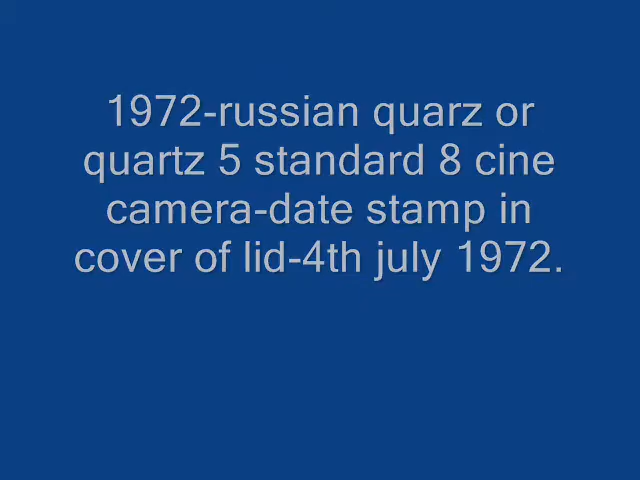 1972-russian quarz or
quartz 5 standard 8 cine
camera-date stamp in
cover of lid-4th july 1972.